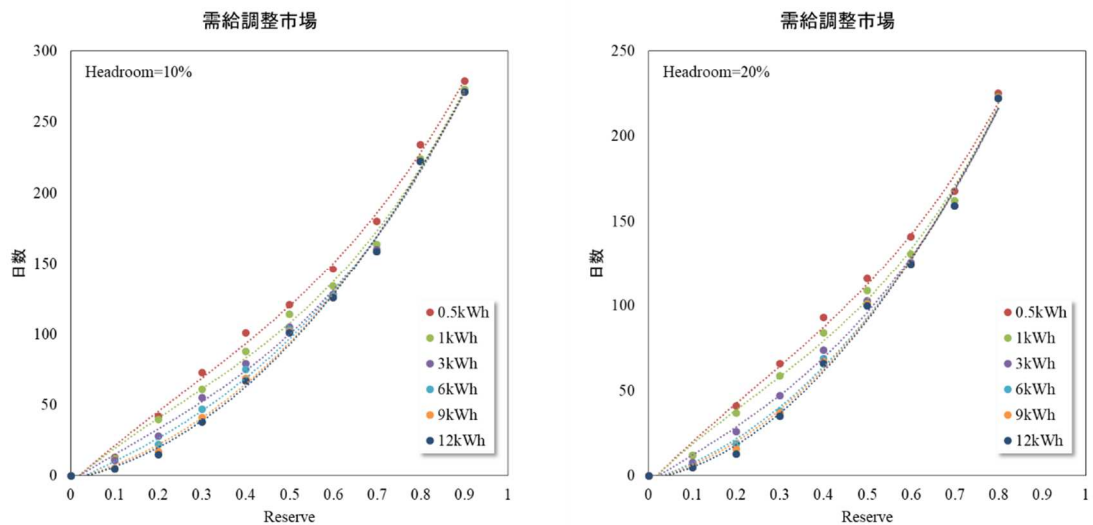 需給調整市場
Headroom=10%
300
250
200
150
100
50
0
日数
0 0.1 0.2 0.3 0.4 0.5 0.6 0.7 0.8 0.9 1
Reserve
0.5kWh
1kWh
3kWh
6kWh
9kWh
12kWh
需給調整市場
Headroom=20%
250
200
150
100
50
0
日数
0 0.1 0.2 0.3 0.4 0.5 0.6 0.7 0.8 0.9 1
Reserve
0.5kWh
1kWh
3kWh
6kWh
9kWh
12kWh